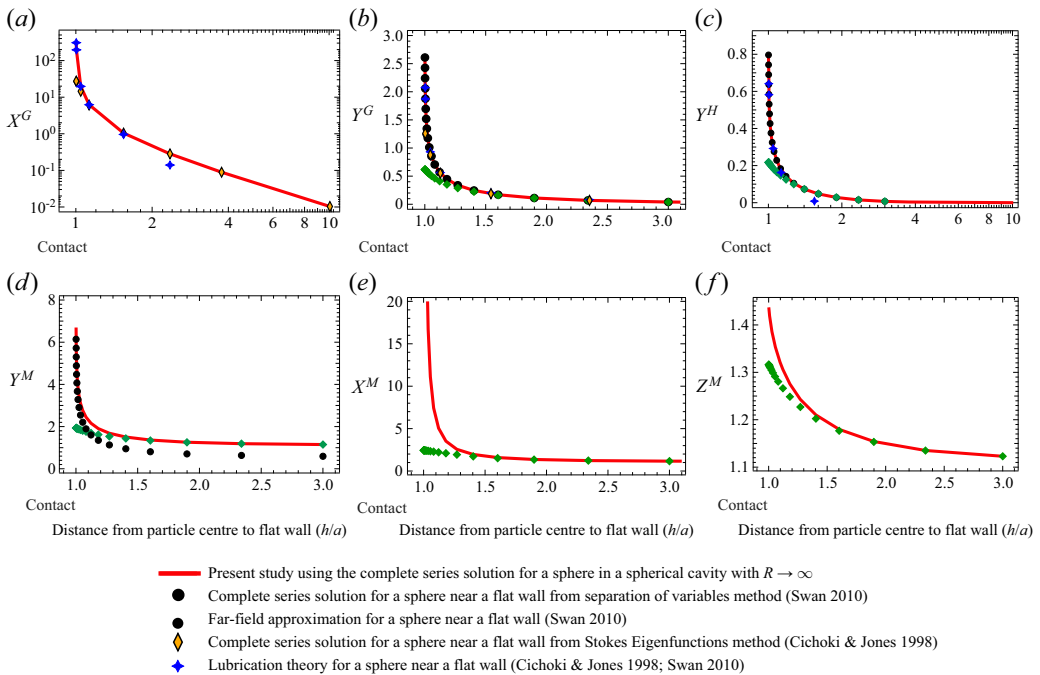 (a)
(b)
(c)
10²
10¹
10⁰
10⁻¹
10⁻²
X^G
1
2
4
8
10
Contact
3.0
2.5
2.0
1.5
1.0
0.5
0
Y^G
1.0
1.5
2.0
2.5
3.0
Contact
0.8
0.6
0.4
0.2
0
Y^H
1
2
4
8
10
Contact
(d)
(e)
(f)
8
6
4
2
0
Y^M
1.0
1.5
2.0
2.5
3.0
Contact
20
15
10
5
0
X^M
1.0
1.5
2.0
2.5
3.0
Contact
1.4
1.3
1.2
1.1
Z^M
1.0
1.5
2.0
2.5
3.0
Contact
Distance from particle centre to flat wall (h/a)
Distance from particle centre to flat wall (h/a)
Distance from particle centre to flat wall (h/a)
Present study using the complete series solution for a sphere in a spherical cavity with R → ∞
Complete series solution for a sphere near a flat wall from separation of variables method (Swan 2010)
Far-field approximation for a sphere near a flat wall (Swan 2010)
Complete series solution for a sphere near a flat wall from Stokes Eigenfunctions method (Cichoki & Jones 1998)
Lubrication theory for a sphere near a flat wall (Cichoki & Jones 1998; Swan 2010)